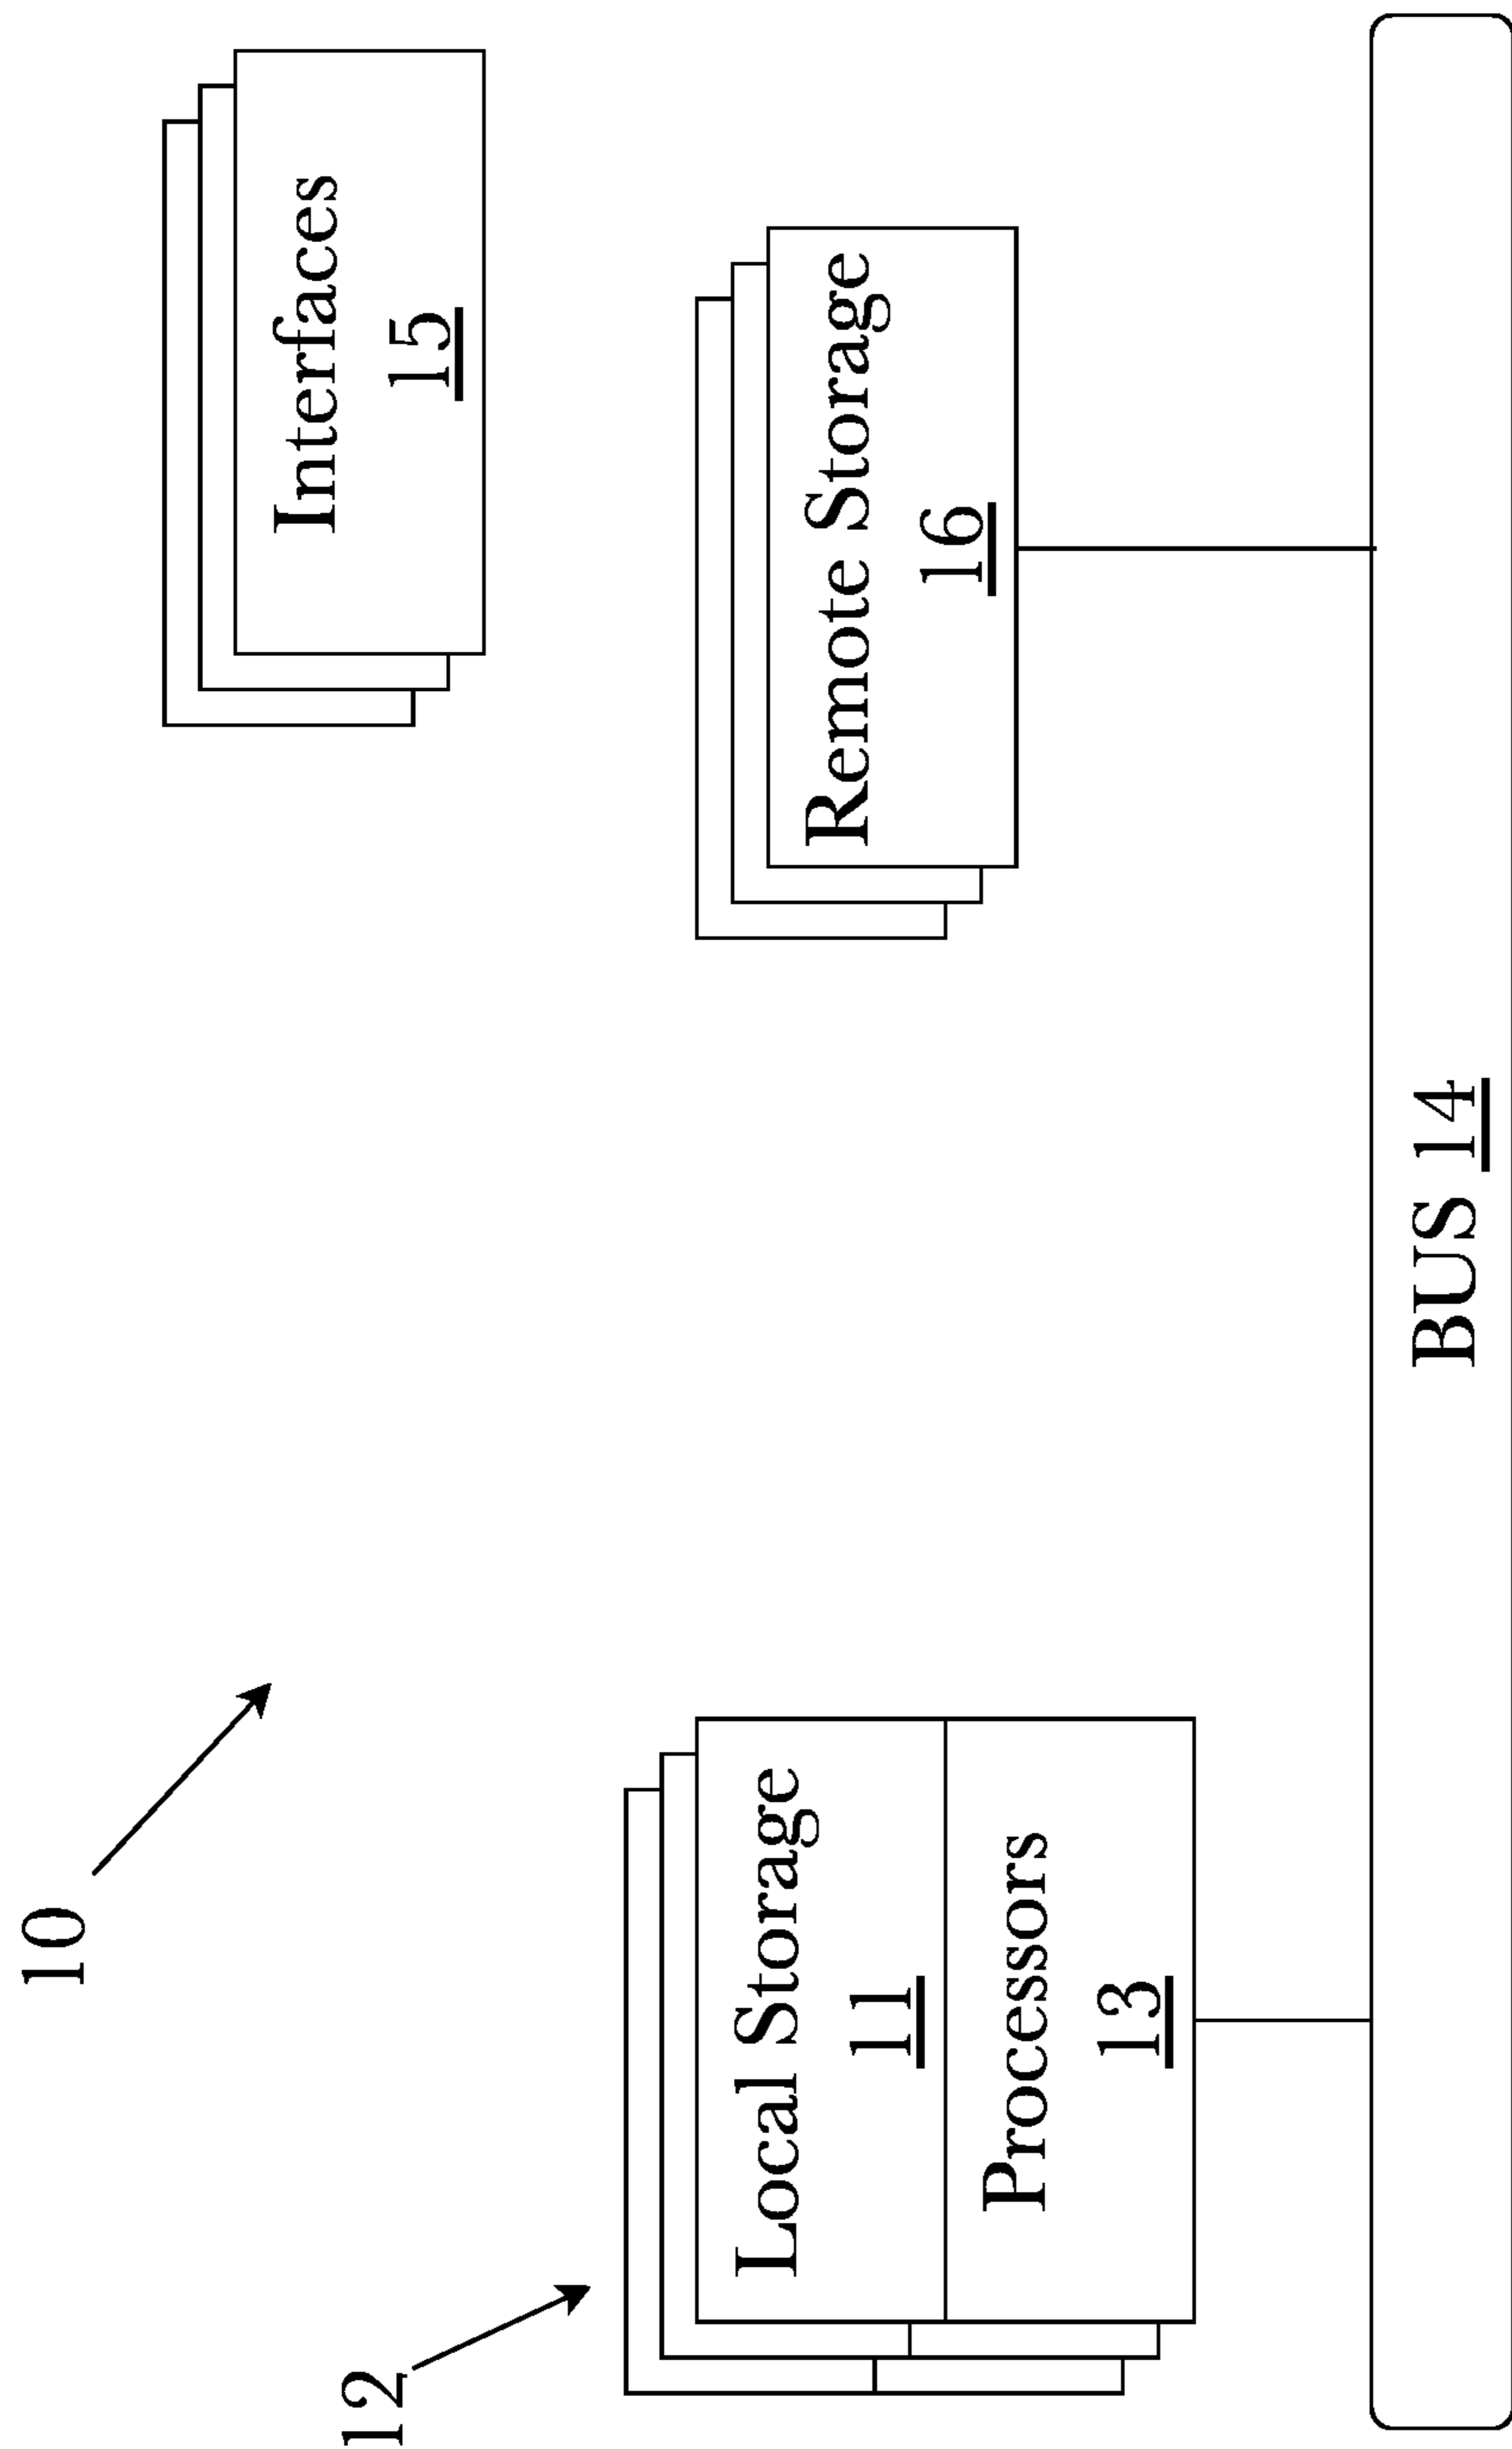 10
12
Local Storage
11
Processors
13
Interfaces
15
Remote Storage
16
BUS 14